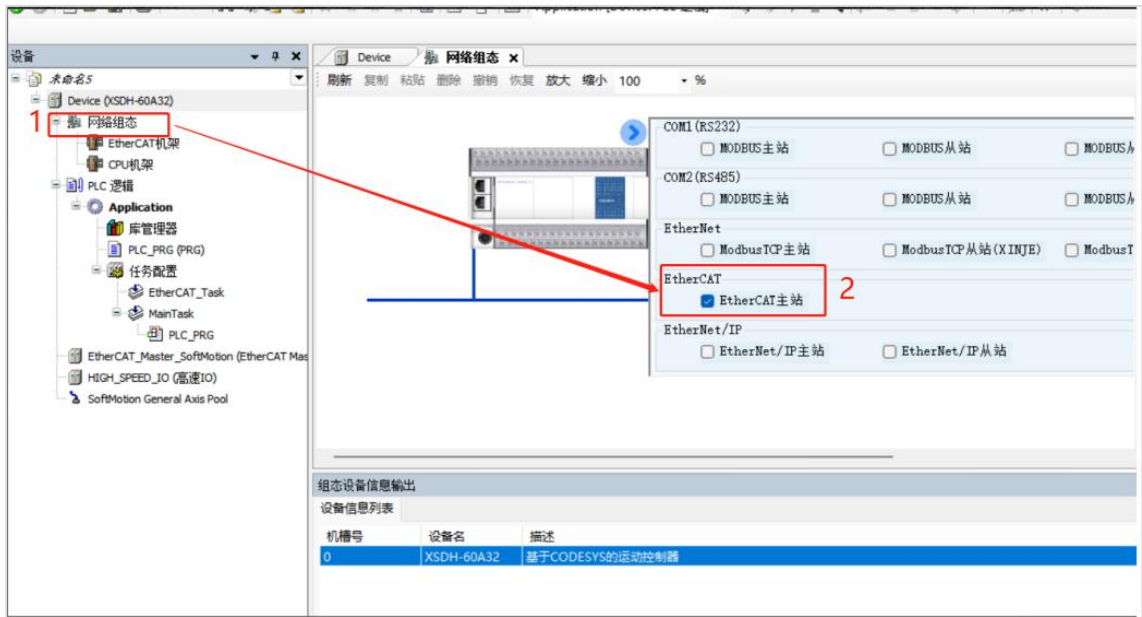 设备
未命名5
Device (XSDH-60A32)
1
网络组态
EtherCAT机架
CPU机架
PLC 逻辑
Application
库管理器
PLC_PRG (PRG)
任务配置
EtherCAT_Task
MainTask
PLC_PRG
EtherCAT_Master_SoftMotion (EtherCAT Mas
HIGH_SPEED_IO (高速IO)
SoftMotion General Axis Pool
Device 网络组态
刷新 复制 粘贴 删除 撤销 恢复 放大 缩小 100 %
COM1(RS232)
MODBUS主站 MODBUS从站 MODBUS
COM2(RS485)
MODBUS主站 MODBUS从站 MODBUS
EtherNet
ModbusTCP主站 ModbusTCP从站(XINJE) ModbusT
EtherCAT
EtherCAT主站
2
EtherNet/IP
EtherNet/IP主站 EtherNet/IP从站
组态设备信息输出
设备信息列表
机槽号 设备名 描述
0 XSDH-60A32 基于CODESYS的运动控制器